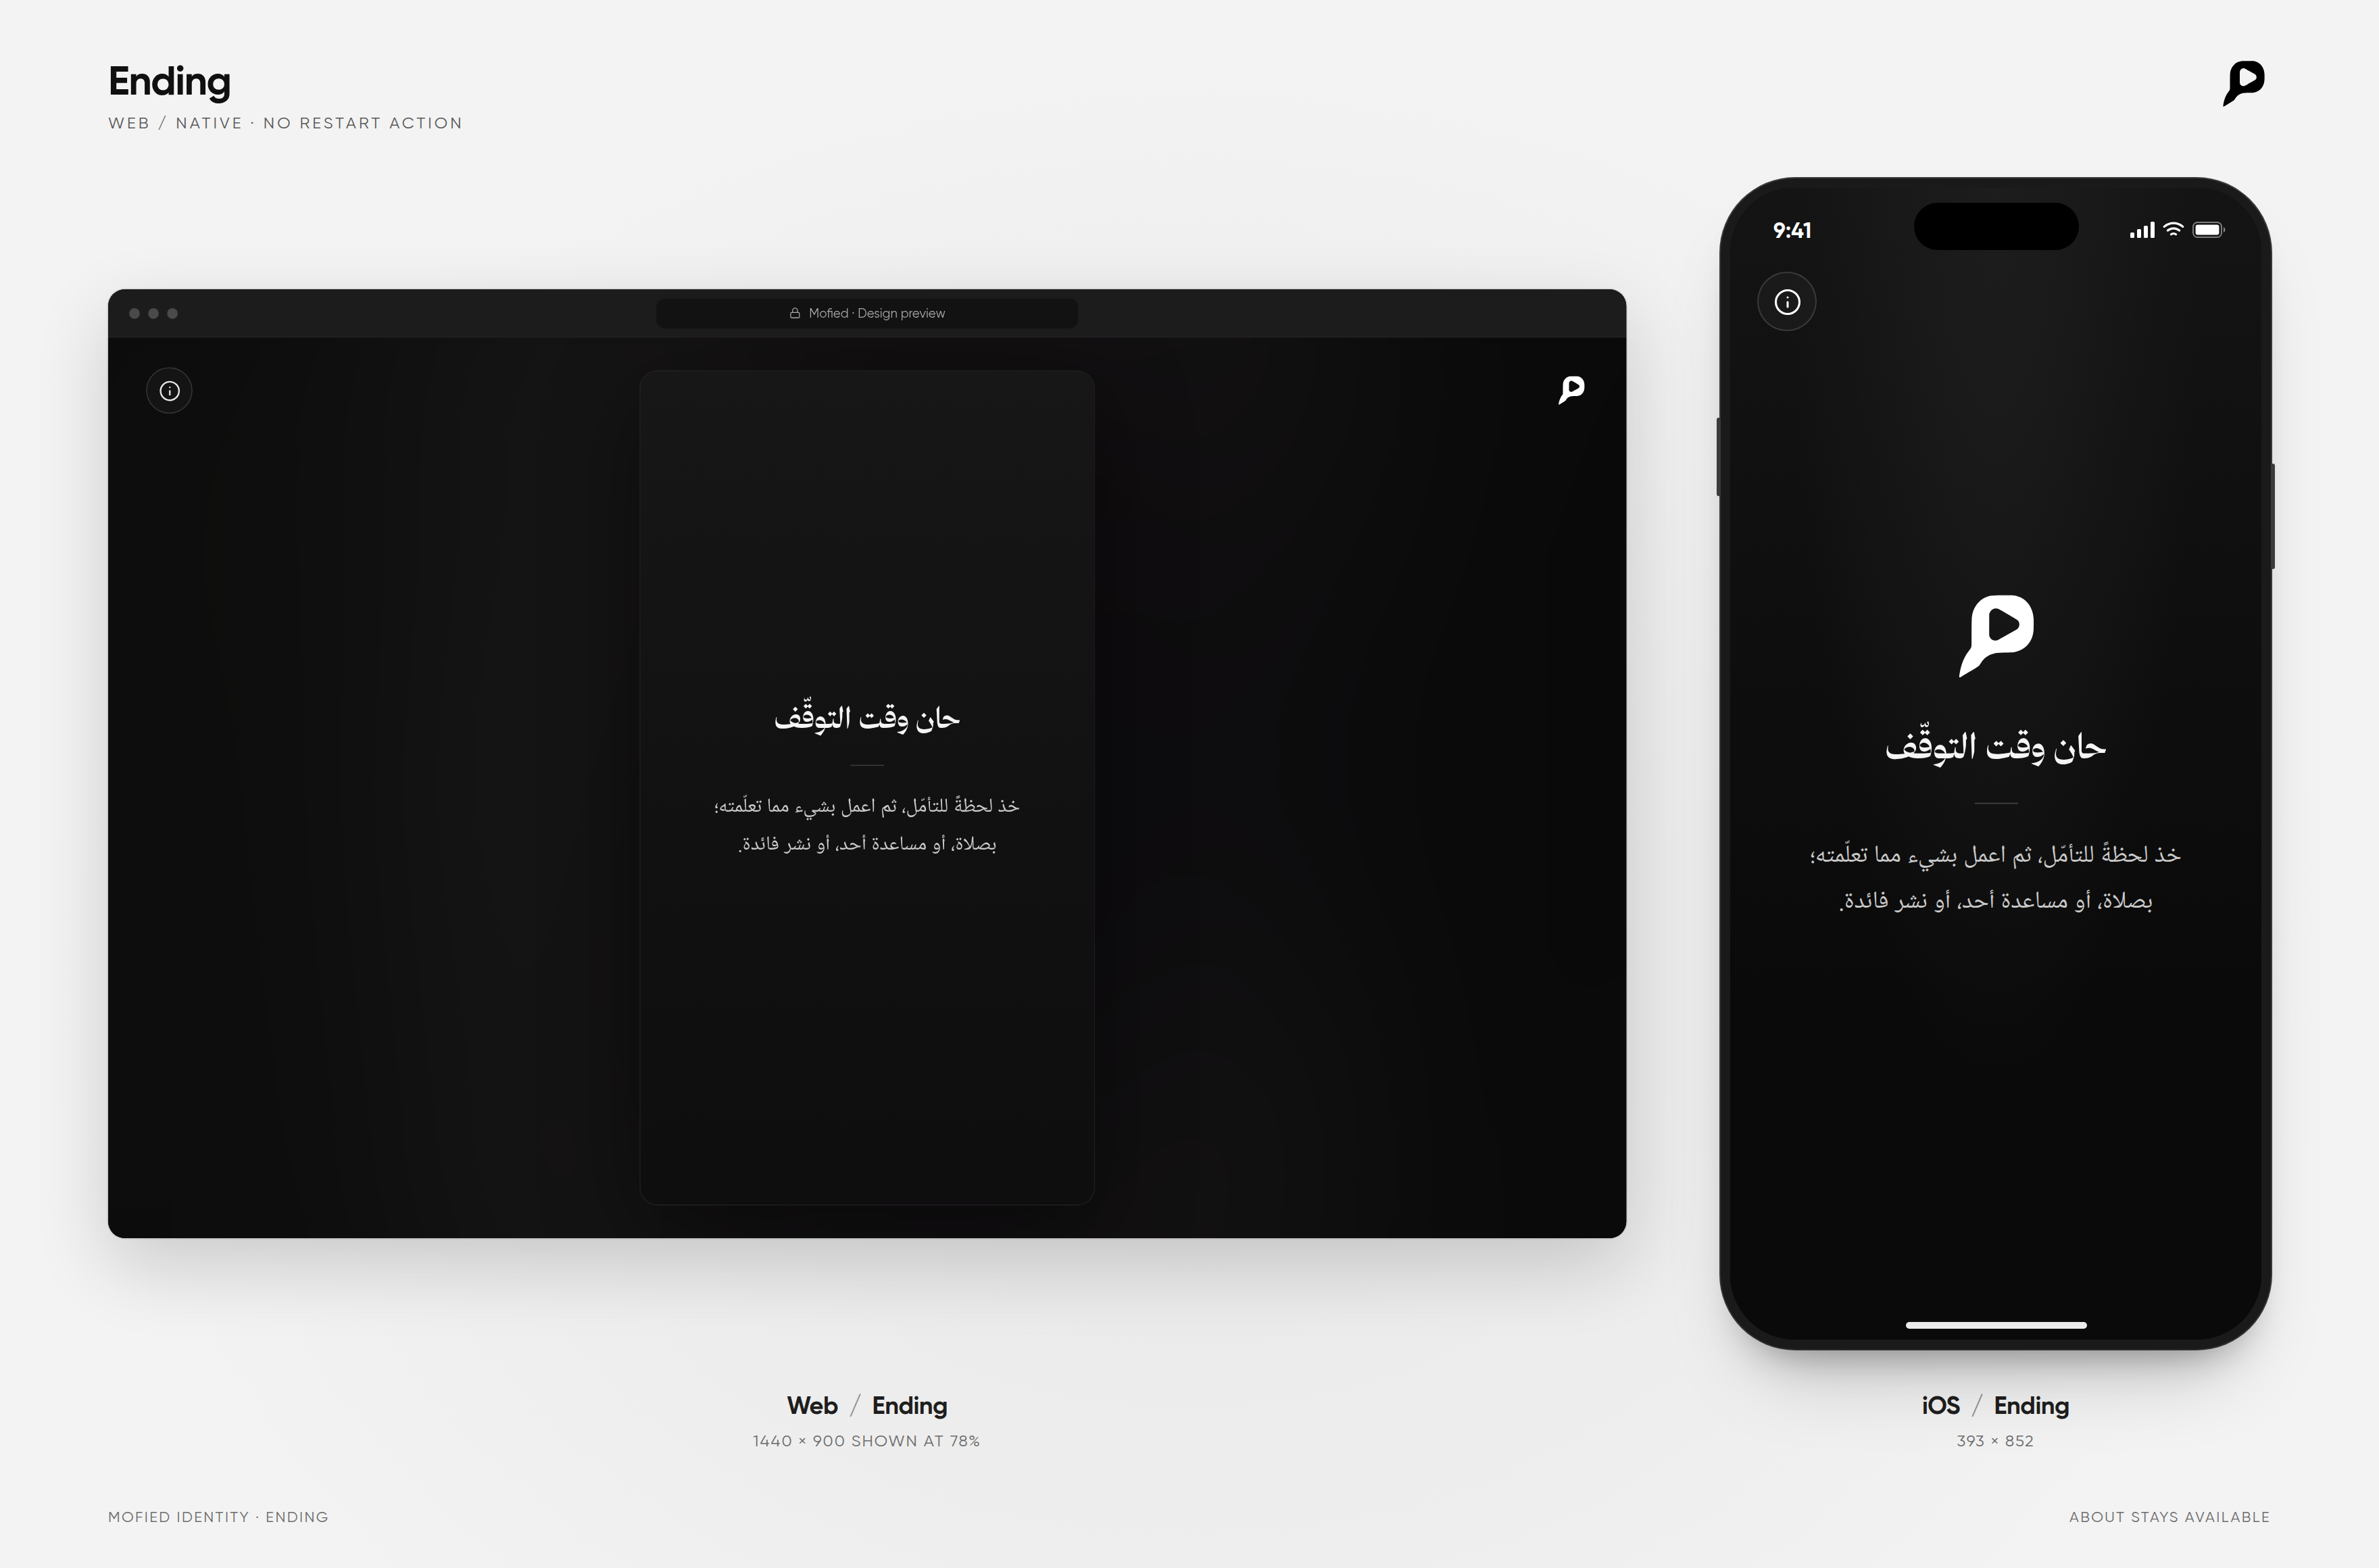 Ending
WEB / NATIVE · NO RESTART ACTION
Mofied · Design preview
حان وقت التوقّف
خذ لحظةً للتأمّل، ثم اعمل بشيء مما تعلّمته؛
بصلاة، أو مساعدة أحد، أو نشر فائدة.
9:41
حان وقت التوقّف
خذ لحظةً للتأمّل، ثم اعمل بشيء مما تعلّمته؛
بصلاة، أو مساعدة أحد، أو نشر فائدة.
Web / Ending
1440 × 900 SHOWN AT 78%
iOS / Ending
393 × 852
MOFIED IDENTITY · ENDING
ABOUT STAYS AVAILABLE